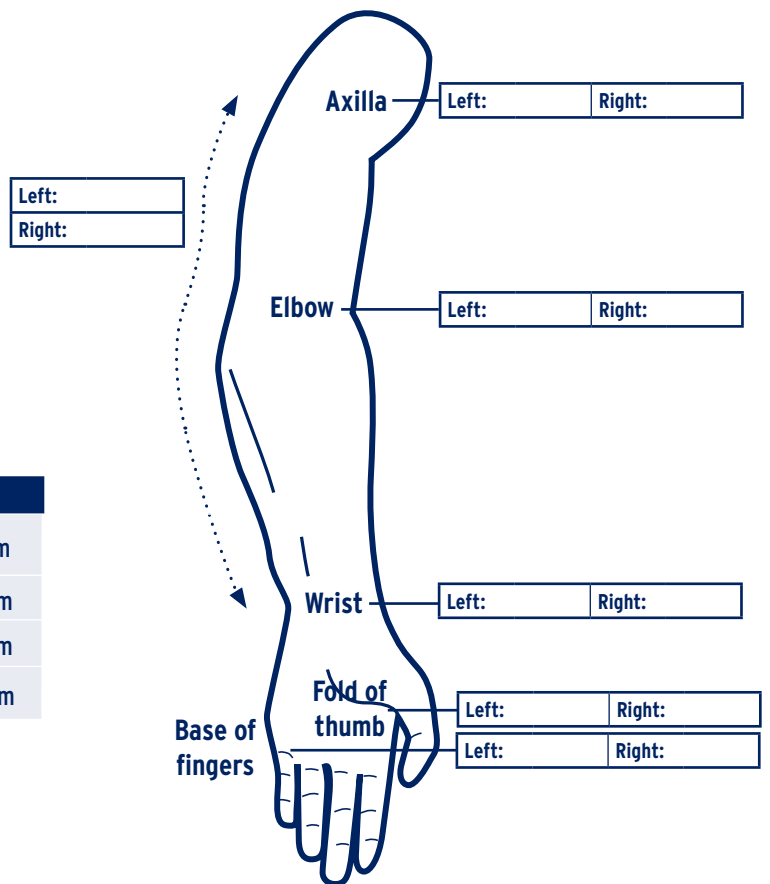 Axilla
Left: Right:
Left:
Right:
Elbow
Left: Right:
m
m
m
m
Wrist
Left: Right:
Fold of
thumb
Left: Right:
Base of
fingers
Left: Right: